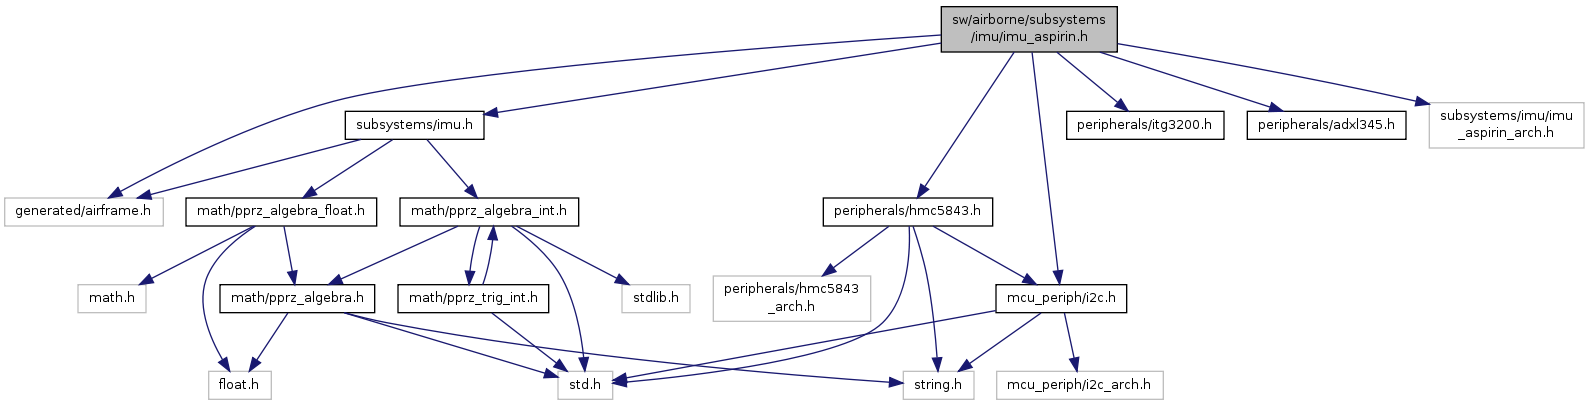 sw/airborne/subsystems
/imu/imu_aspirin.h
subsystems/imu.h
peripherals/itg3200.h
peripherals/adxl345.h
subsystems/imu/imu
_aspirin_arch.h
generated/airframe.h
math/pprz_algebra_float.h
math/pprz_algebra_int.h
peripherals/hmc5843.h
math.h
math/pprz_algebra.h
math/pprz_trig_int.h
stdlib.h
peripherals/hmc5843
_arch.h
mcu_periph/i2c.h
float.h
std.h
string.h
mcu_periph/i2c_arch.h